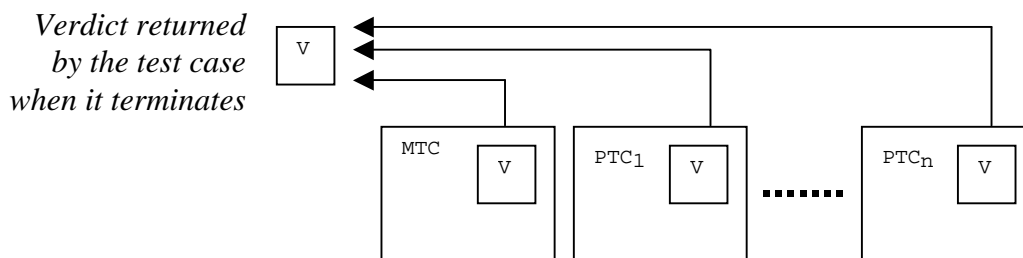 Verdict returned
by the test case
when it terminates
V
MTC
V
PTC1
V
PTCn
V